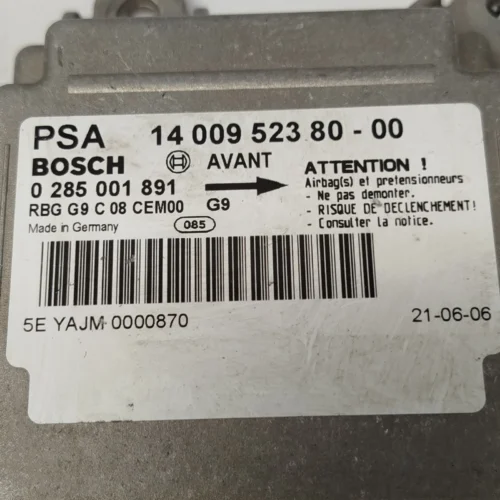 PSA 14 009 523 80 - 00
BOSCH AVANT
0 285 001 891
RBG G9 C 08 CEM00 G9
Made in Germany 085
ATTENTION !
Airbag(s) et pretensionneurs
- Ne pas demonter.
- RISQUE DE DECLENCHEMENT!
- Consulter la notice.
5E YAJM 0000870 21-06-06